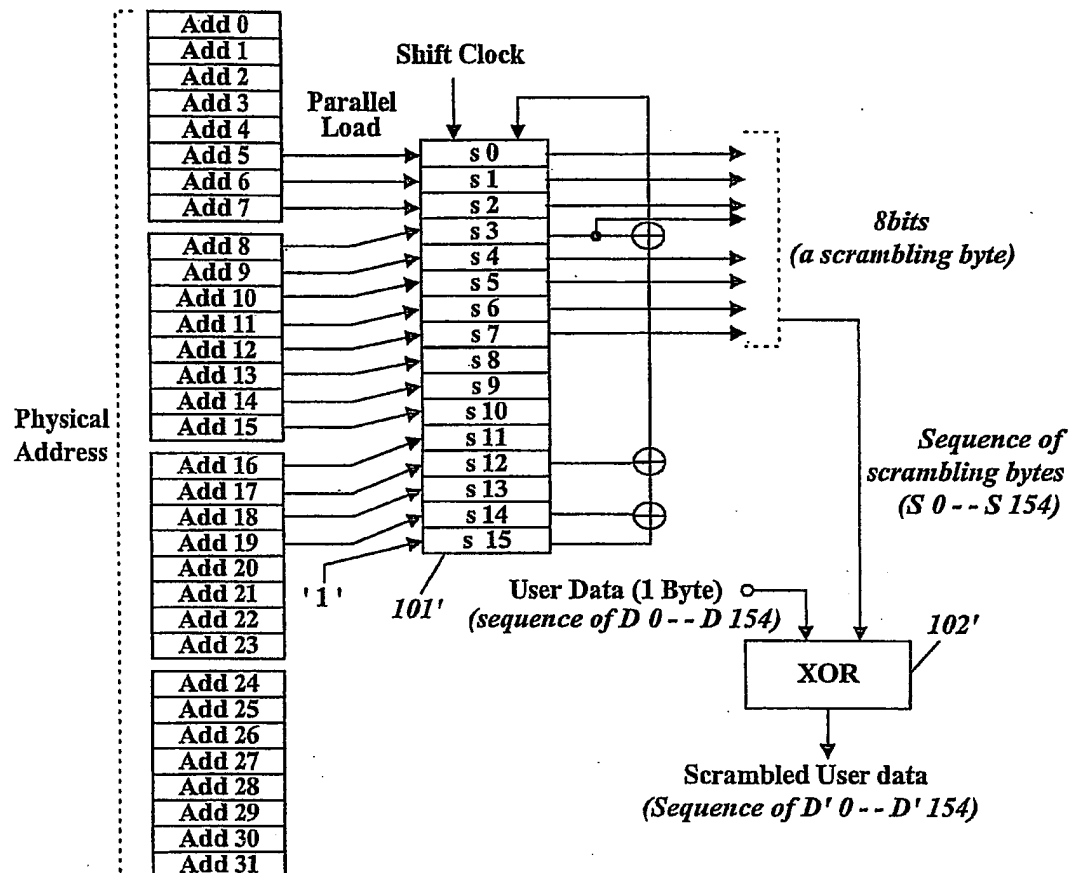 Add 0
Add 1
Add 2
Add 3
Add 4
Add 5
Add 6
Add 7
Add 8
Add 9
Add 10
Add 11
Add 12
Add 13
Add 14
Add 15
Add 16
Add 17
Add 18
Add 19
Add 20
Add 21
Add 22
Add 23
Add 24
Add 25
Add 26
Add 27
Add 28
Add 29
Add 30
Add 31
Physical
Address
Parallel
Load
'1'
Shift Clock
s 0
s 1
s 2
s 3
s 4
s 5
s 6
s 7
s 8
s 9
s 10
s 11
s 12
s 13
s 14
s 15
101'
8bits
(a scrambling byte)
Sequence of
scrambling bytes
(S 0 - - S 154)
User Data (1 Byte)
(sequence of D 0 - - D 154)
102'
XOR
Scrambled User data
(Sequence of D' 0 - - D' 154)